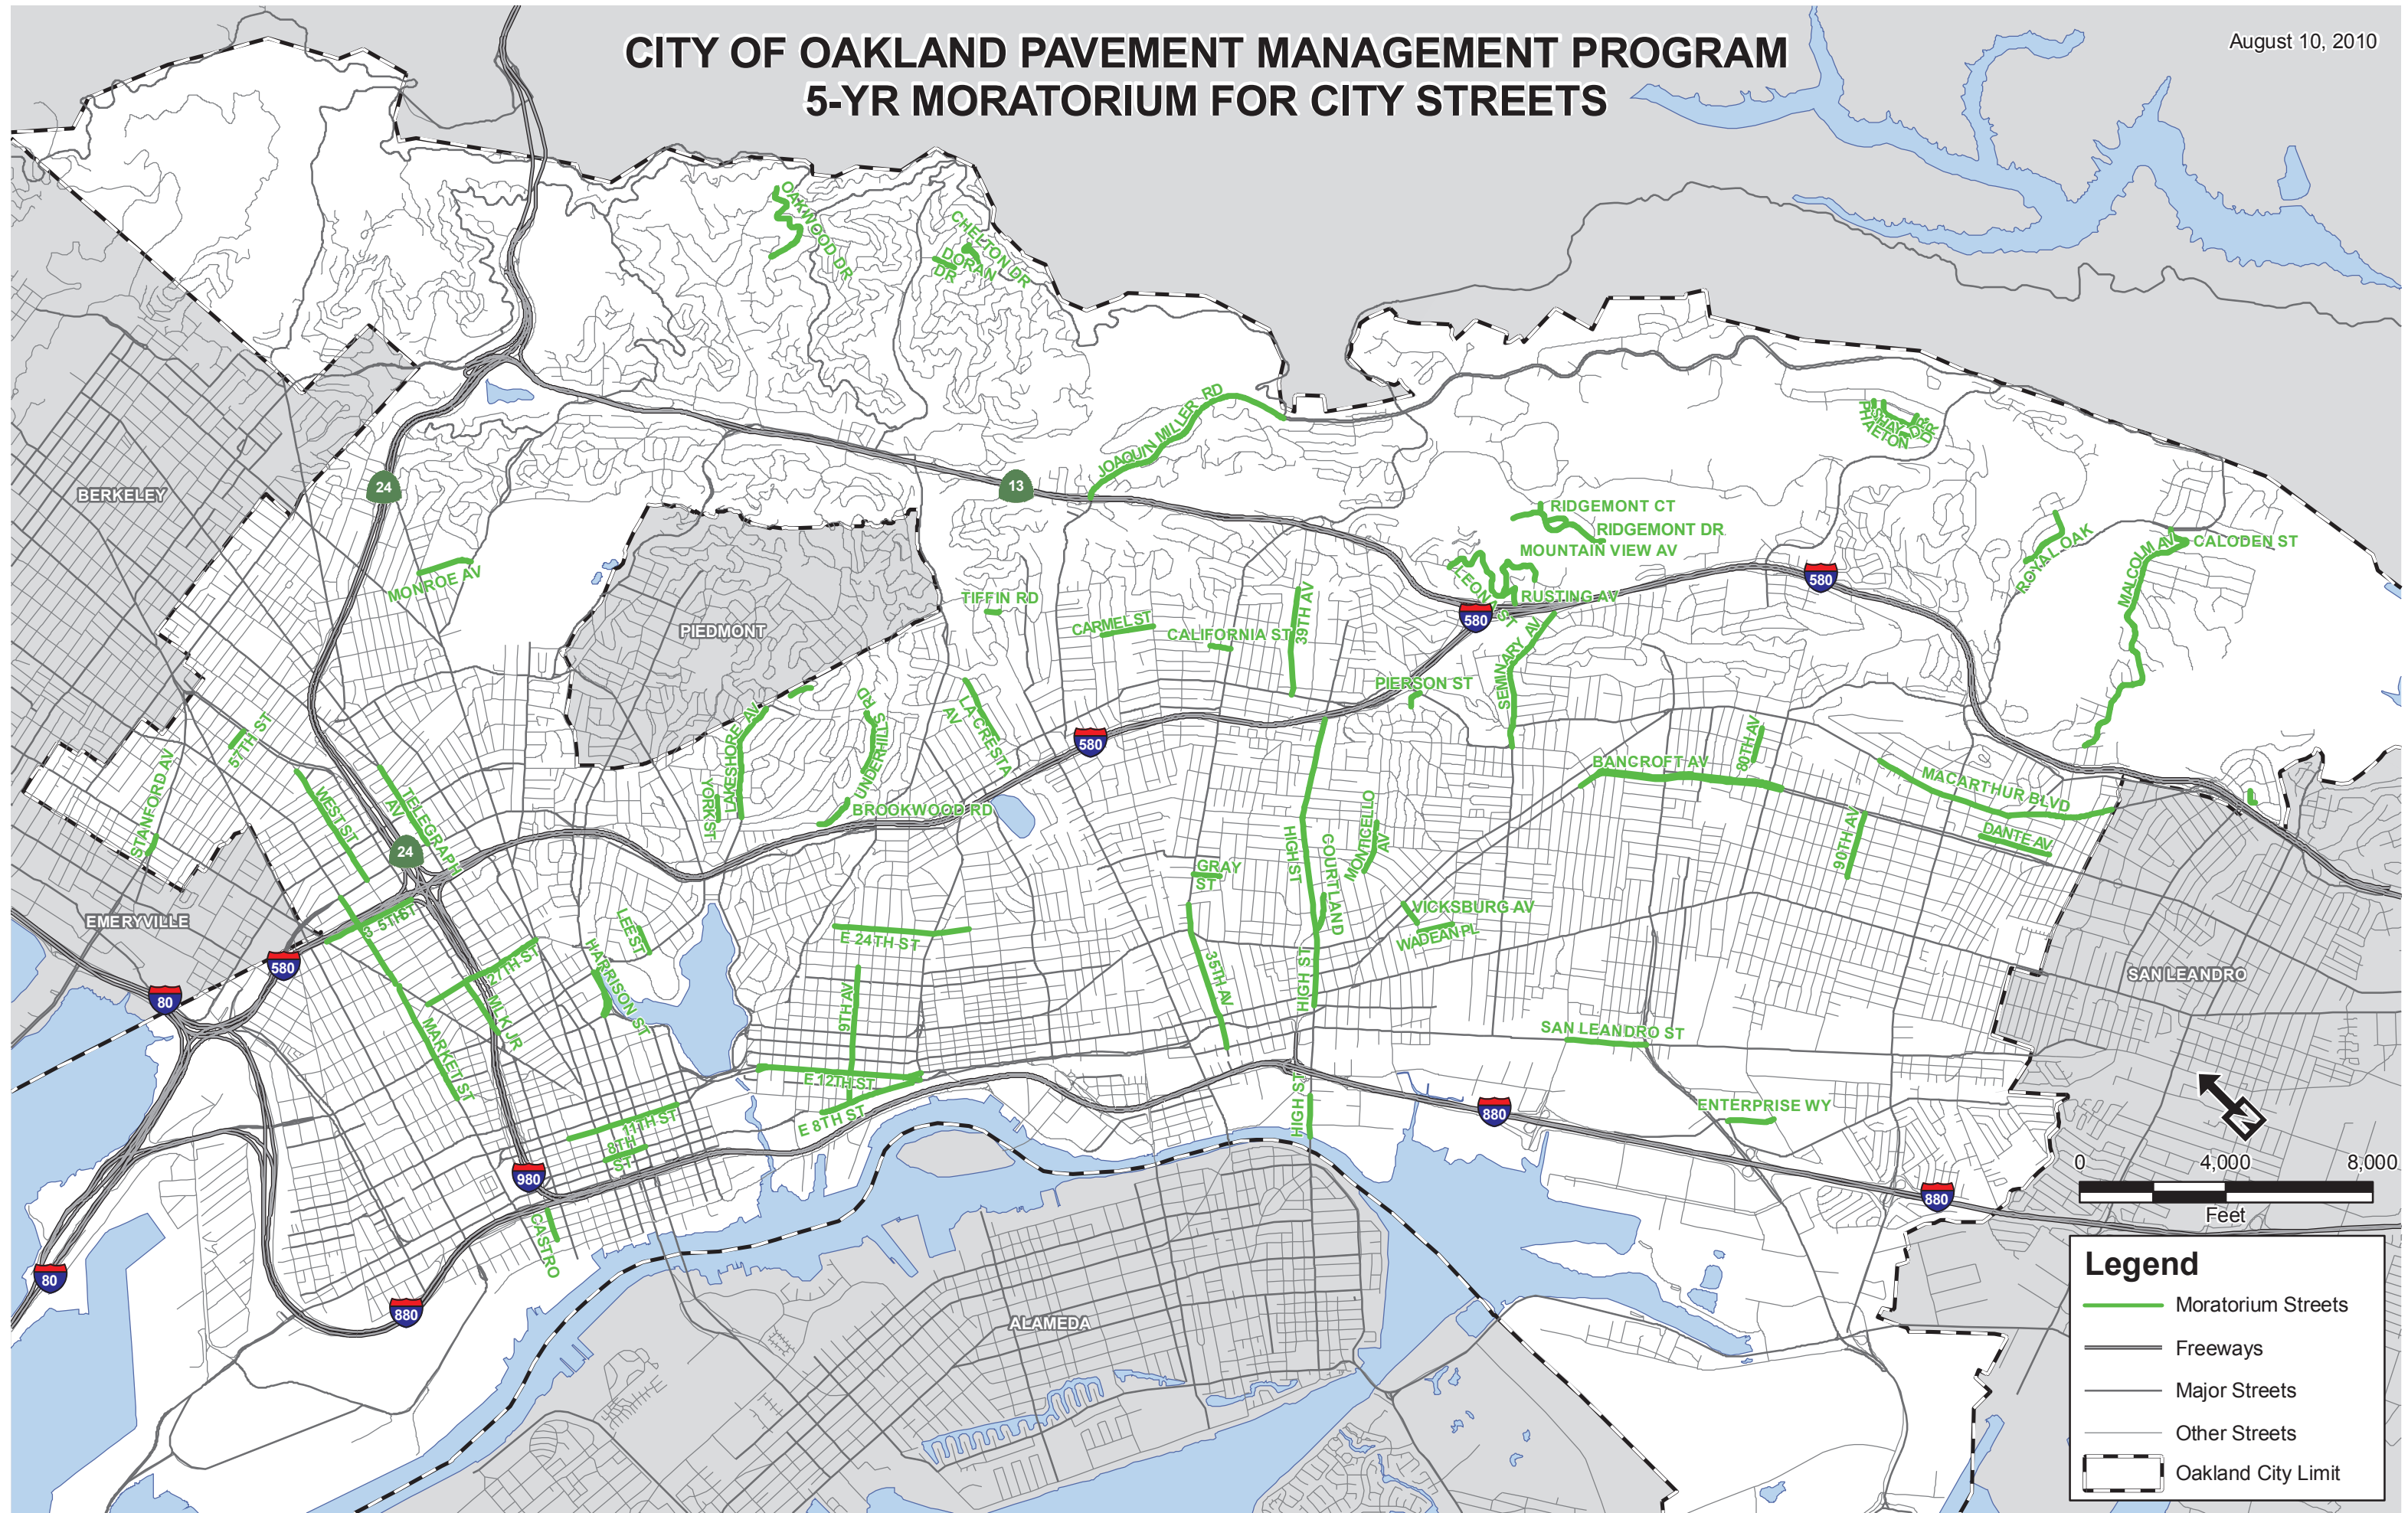 CITY OF OAKLAND PAVEMENT MANAGEMENT PROGRAM
5-YR MORATORIUM FOR CITY STREETS
August 10, 2010
OAKWOOD DR
CHELTON DR
DORAN
DR
JOAQUIN MILLER RD
PHAETON
24
13
BERKELEY
RIDGEMONT CT
RIDGEMONT DR
MOUNTAIN VIEW AV
LEONA ST
RUSTING AV
580
580
ROYAL OAK
MALCOLM AV
CALODEN ST
MONROE AV
PIEDMONT
TIFFIN RD
CARMEL ST
CALIFORNIA ST
39TH AV
SEMINARY AV
PIERSON ST
57TH ST
STANFORD AV
WEST ST
TELEGRAPH
AV
24
YORK ST
LAKESHORE AV
UNDERHILLS
RD
LA CRESTA
AV
580
BROOKWOOD RD
BANCROFT AV
80TH AV
MACARTHUR BLVD
DANTE AV
90TH AV
HIGH ST
COURTLAND
MONTICELLO
AV
GRAY
ST
VICKSBURG AV
WADEAN PL
EMERYVILLE
580
80
LEE ST
HARRISON ST
27TH ST
M L K JR
MARKET ST
E 24TH ST
9TH AV
35TH AV
HIGH ST
SAN LEANDRO ST
SAN LEANDRO
E 12TH ST
E 8TH ST
11TH ST
8TH
ST
980
CASTRO
HIGH ST
880
ENTERPRISE WY
880
80
880
ALAMEDA
N
0
4,000
8,000
Feet
Legend
Moratorium Streets
Freeways
Major Streets
Other Streets
Oakland City Limit